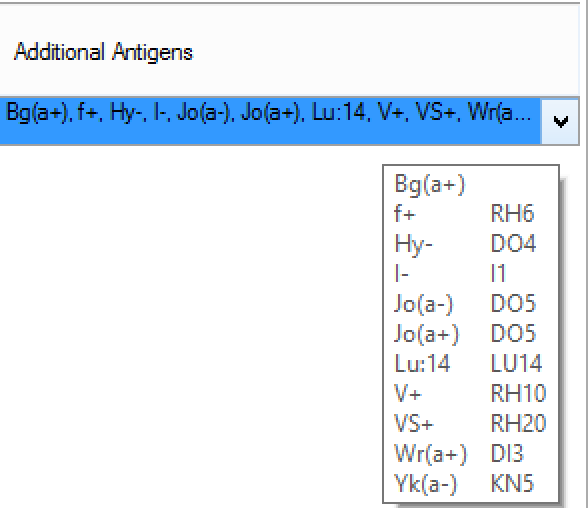 Additional Antigens
Bg(a+), f+, Hy-, I-, Jo(a-), Jo(a+), Lu:14, V+, VS+, Wr(a...
Bg(a+)
f+ RH6
Hy- DO4
I- I1
Jo(a-) DO5
Jo(a+) DO5
Lu:14 LU14
V+ RH10
VS+ RH20
Wr(a+) DI3
Yk(a-) KN5